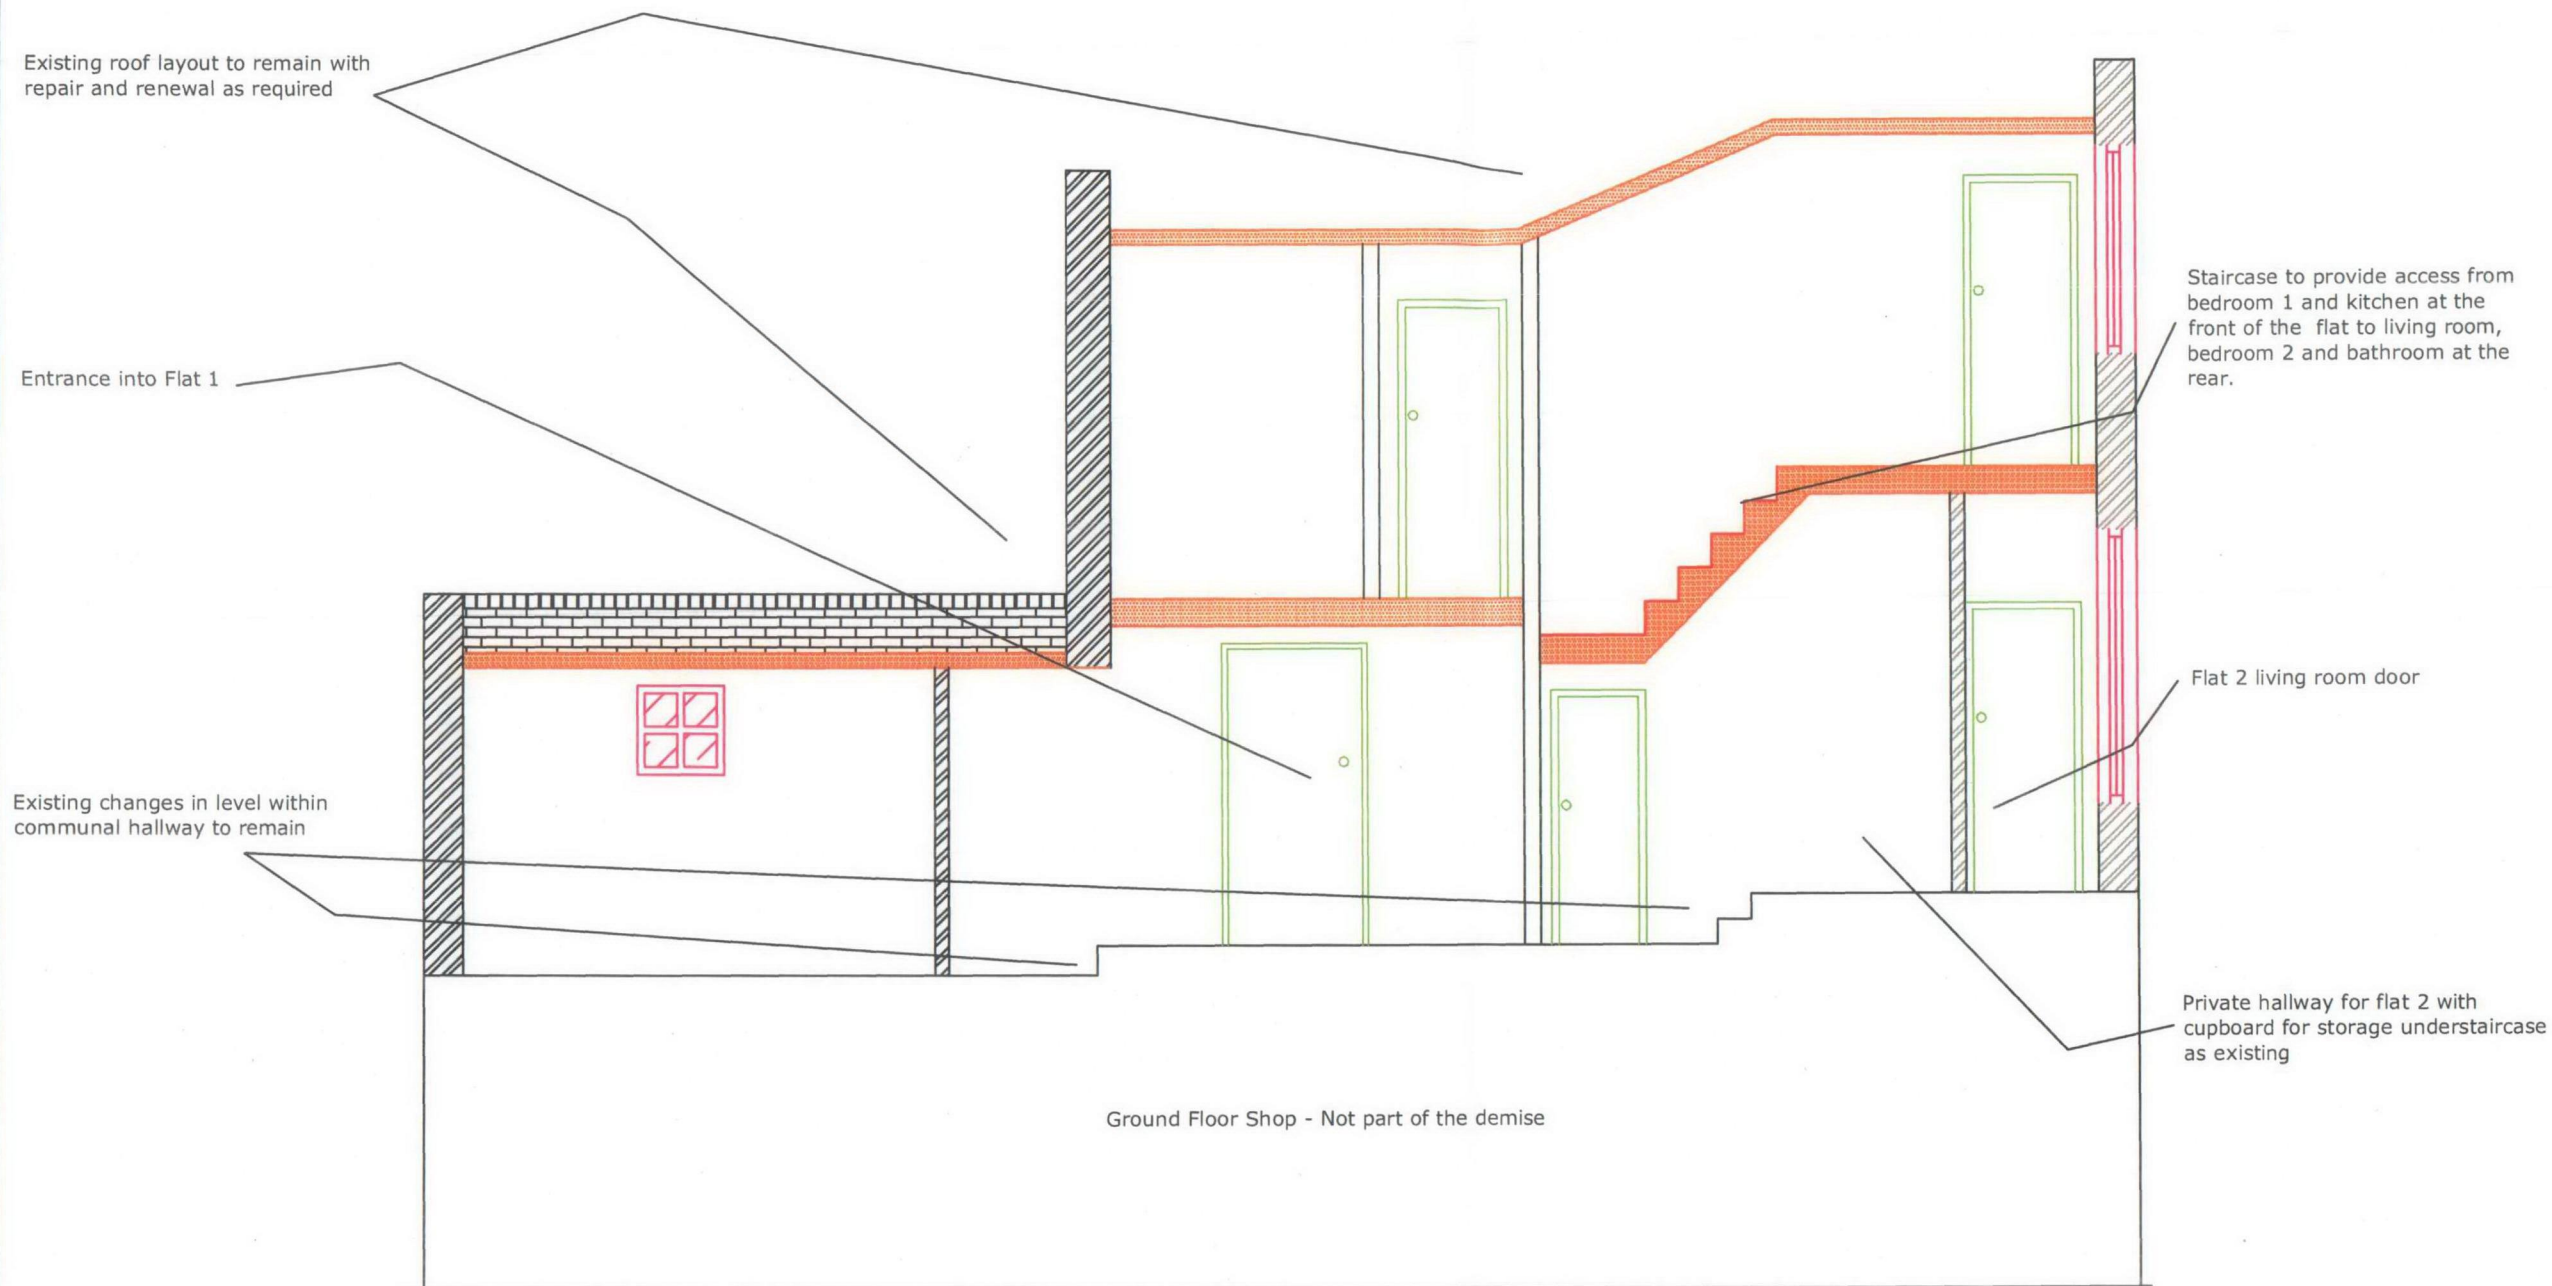 Existing roof layout to remain with
repair and renewal as required
Entrance into Flat 1
Existing changes in level within
communal hallway to remain
Staircase to provide access from
bedroom 1 and kitchen at the
front of the flat to living room,
bedroom 2 and bathroom at the
rear.
Flat 2 living room door
Private hallway for flat 2 with
cupboard for storage understaircase
as existing
Ground Floor Shop - Not part of the demise